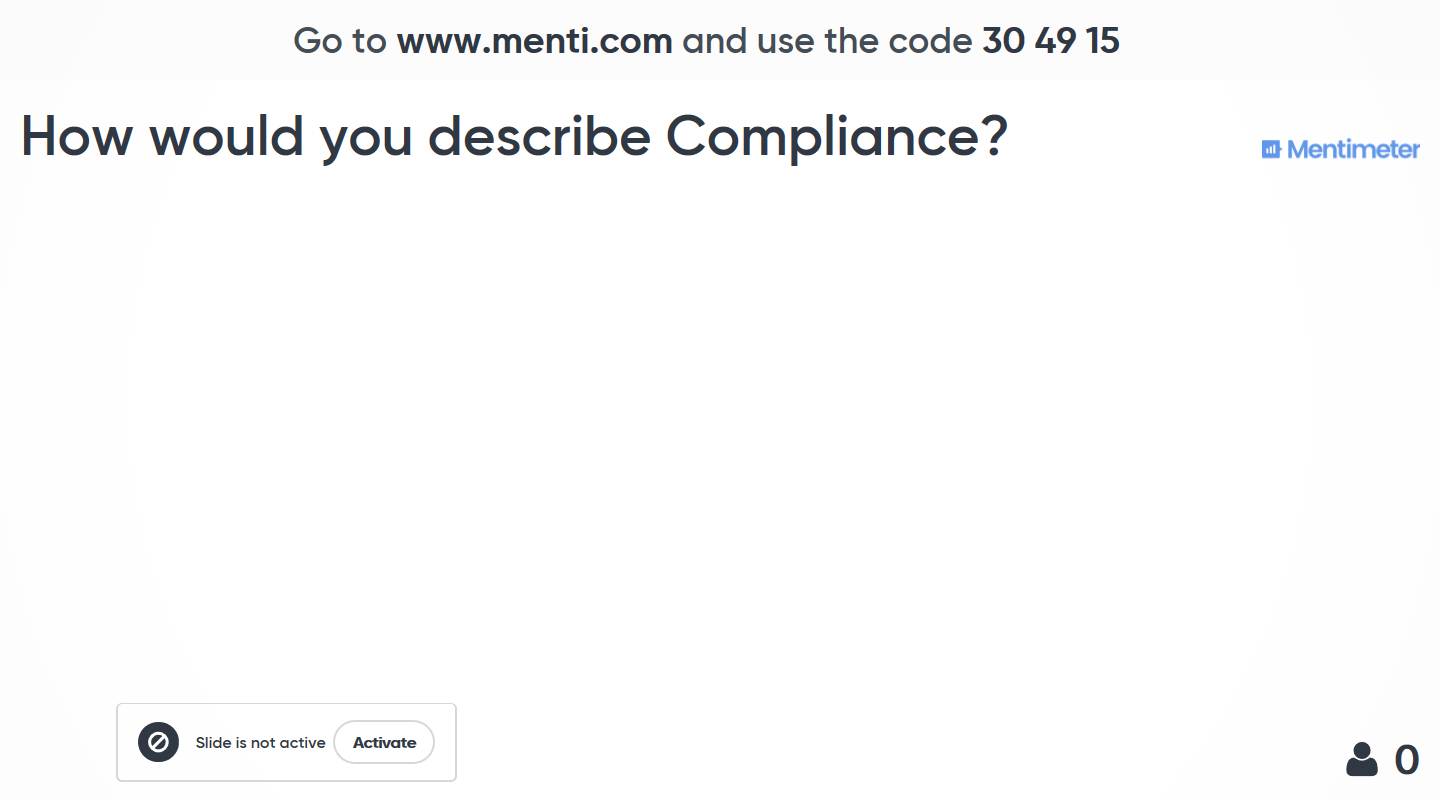 Go to www.menti.com and use the code 30 49 15
How would you describe Compliance?
Mentimeter
Slide is not active Activate
0